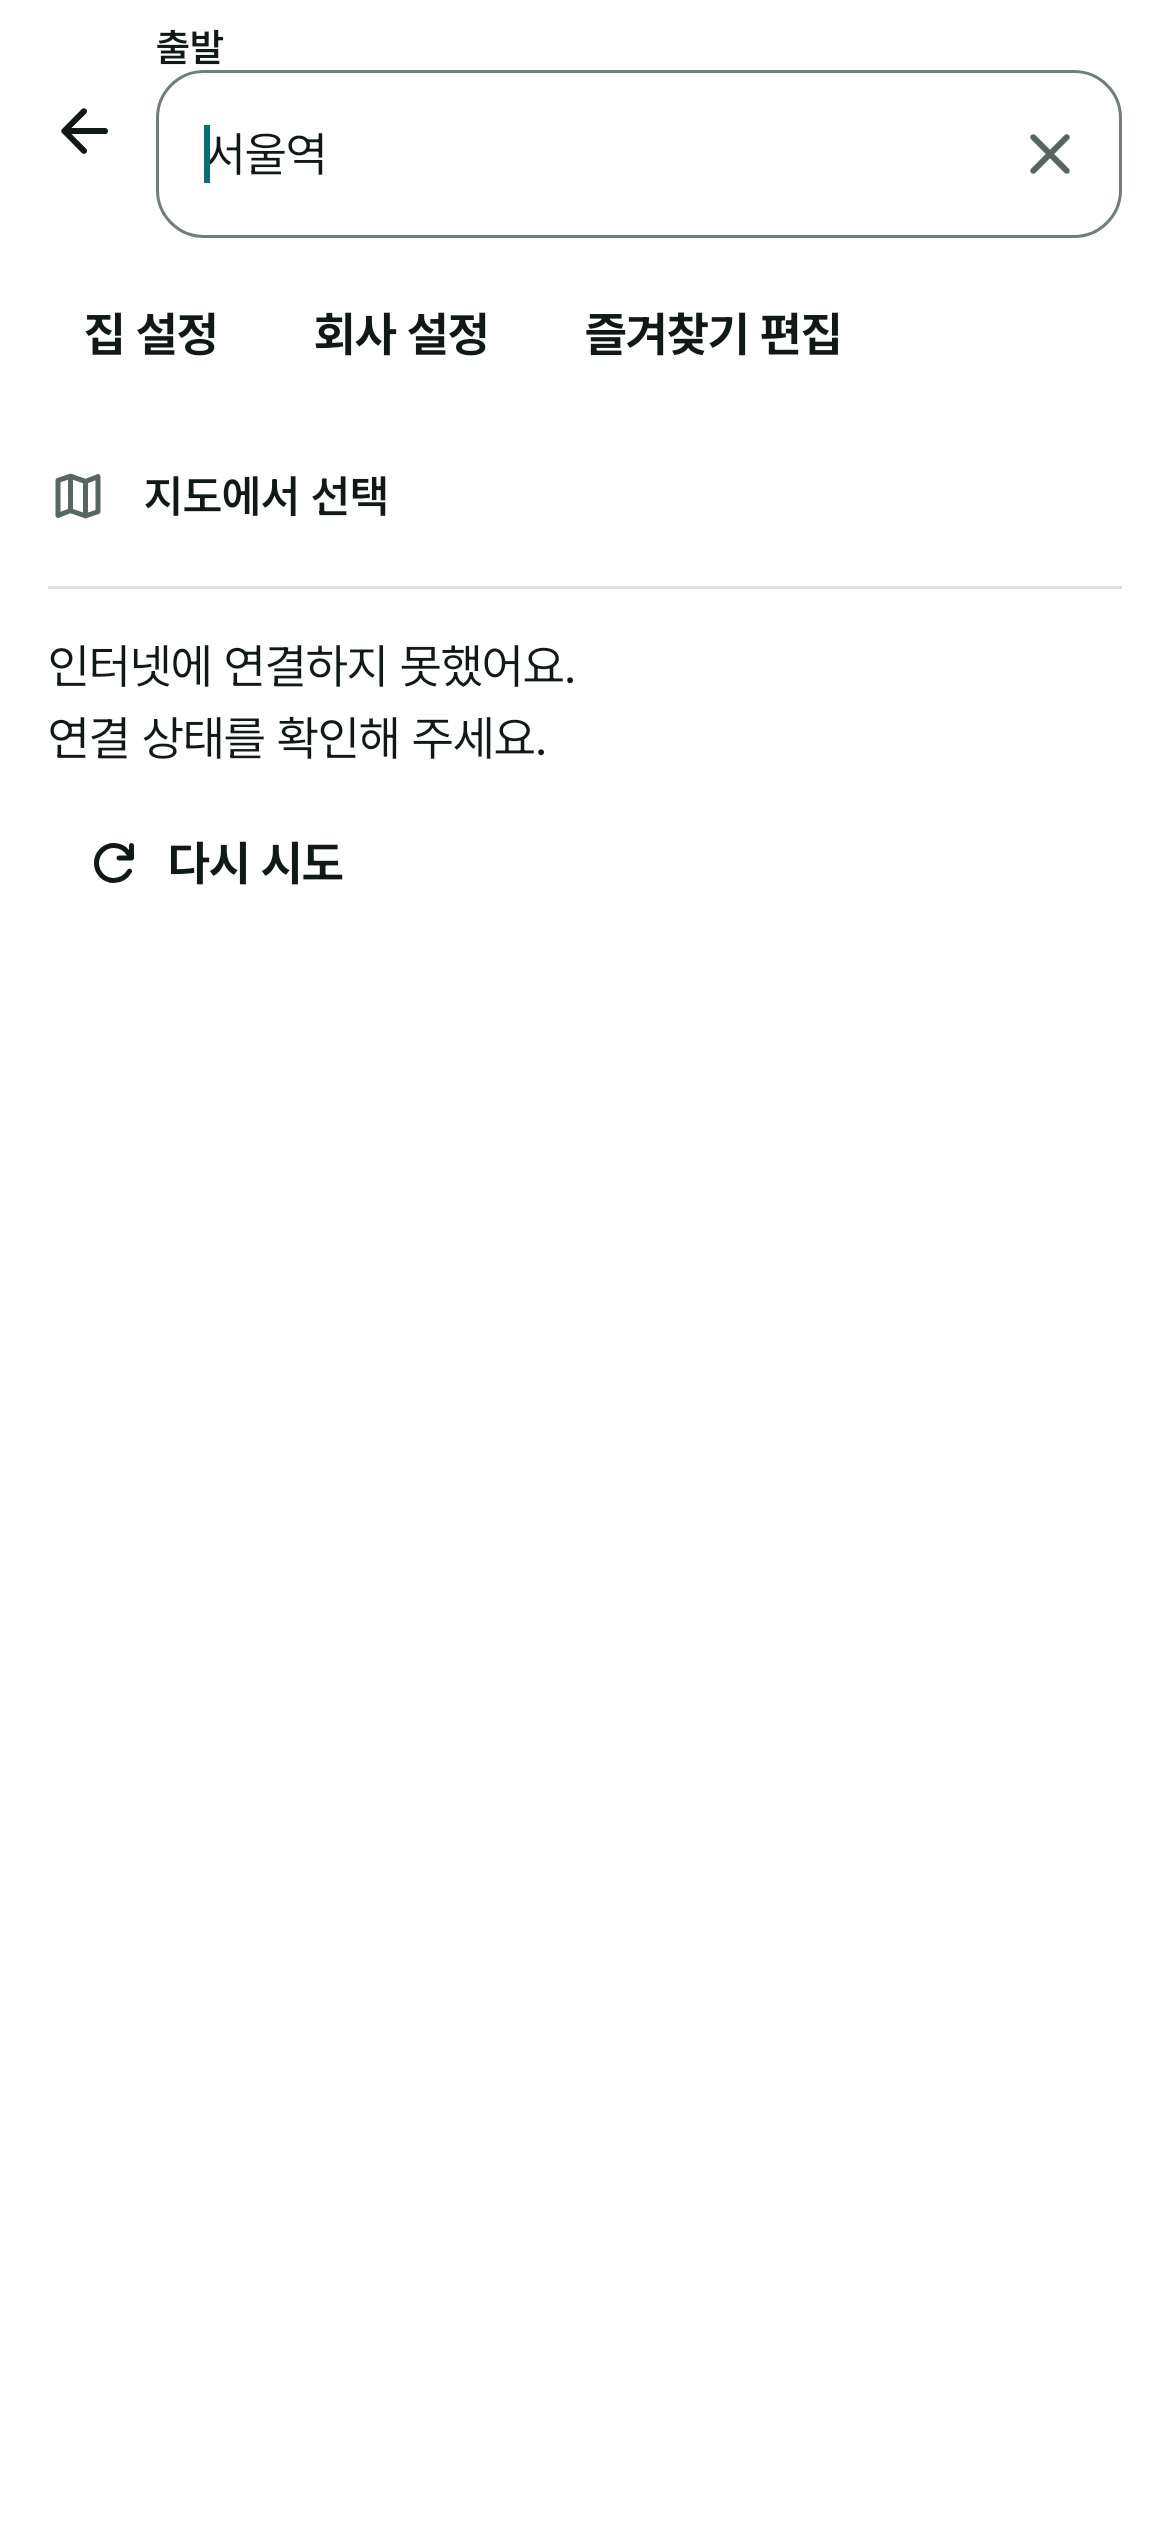 출발
서울역
집 설정 회사 설정 즐겨찾기 편집
지도에서 선택
인터넷에 연결하지 못했어요.
연결 상태를 확인해 주세요.
다시 시도